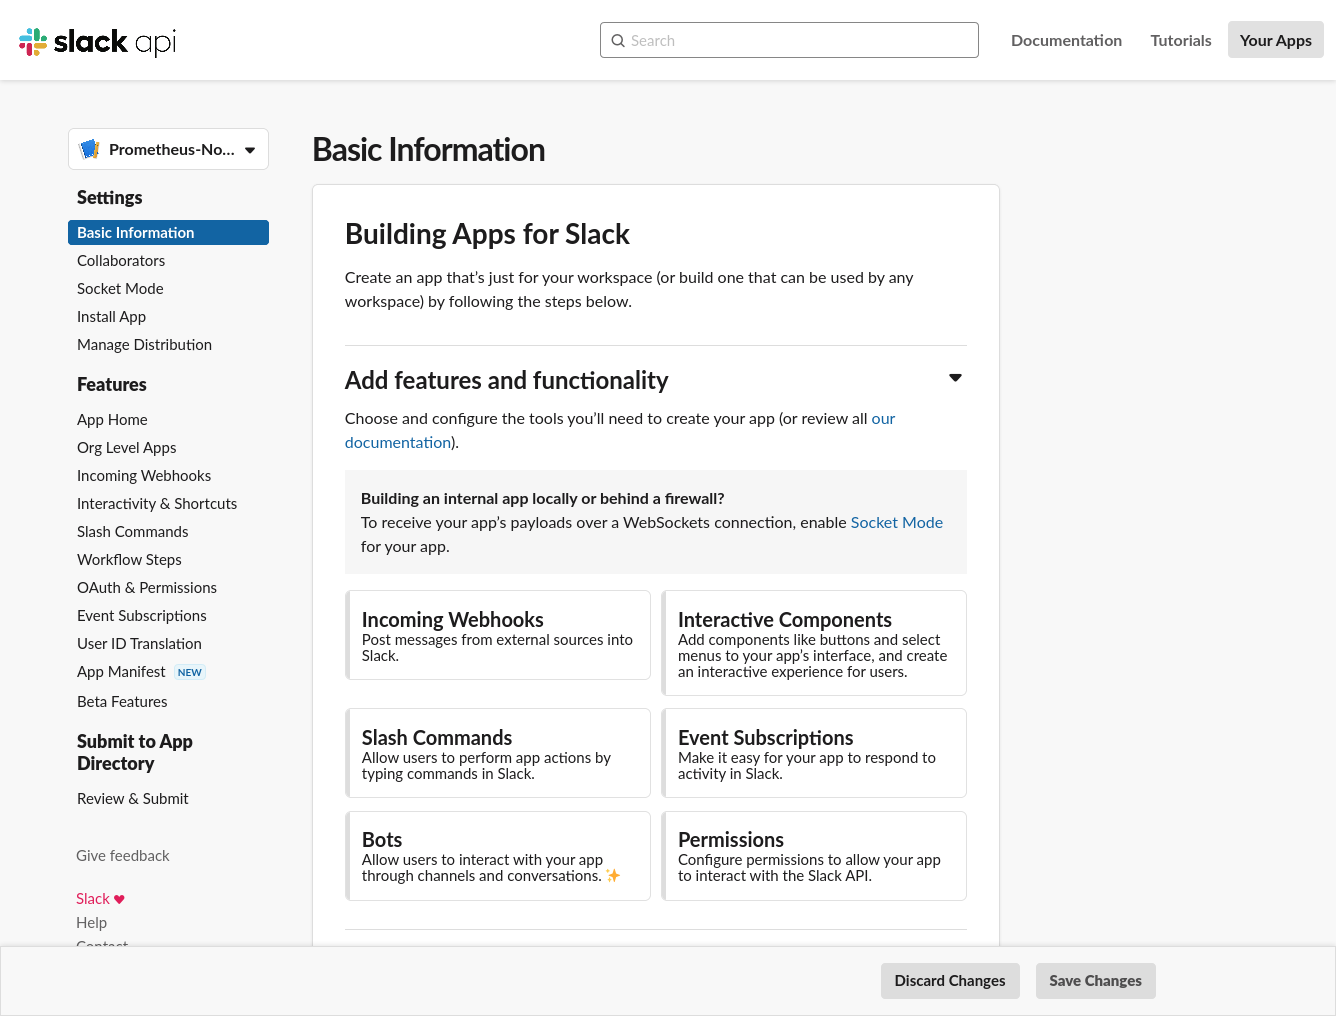 slack api
Search
Documentation
Tutorials
Your Apps
Prometheus-No...
Settings
Basic Information
Collaborators
Socket Mode
Install App
Manage Distribution
Features
App Home
Org Level Apps
Incoming Webhooks
Interactivity & Shortcuts
Slash Commands
Workflow Steps
OAuth & Permissions
Event Subscriptions
User ID Translation
App Manifest NEW
Beta Features
Submit to App
Directory
Review & Submit
Give feedback
Slack ♥
Help
Contact
Basic Information
Building Apps for Slack
Create an app that’s just for your workspace (or build one that can be used by any
workspace) by following the steps below.
Add features and functionality
Choose and configure the tools you’ll need to create your app (or review all our
documentation).
Building an internal app locally or behind a firewall?
To receive your app’s payloads over a WebSockets connection, enable Socket Mode
for your app.
Incoming Webhooks
Post messages from external sources into
Slack.
Interactive Components
Add components like buttons and select
menus to your app’s interface, and create
an interactive experience for users.
Slash Commands
Allow users to perform app actions by
typing commands in Slack.
Event Subscriptions
Make it easy for your app to respond to
activity in Slack.
Bots
Allow users to interact with your app
through channels and conversations. ✨
Permissions
Configure permissions to allow your app
to interact with the Slack API.
Discard Changes
Save Changes